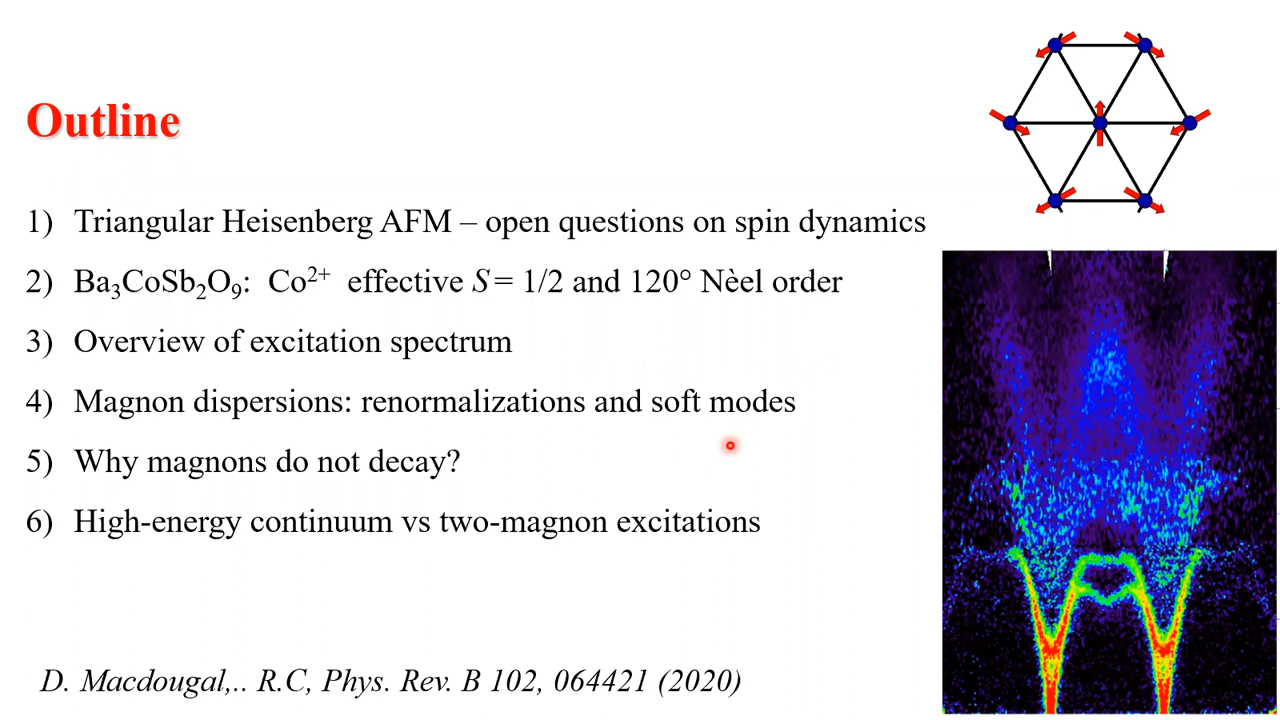 Outline
1) Triangular Heisenberg AFM – open questions on spin dynamics
2) Ba₃CoSb₂O₉: Co²⁺ effective S = 1/2 and 120° Nèel order
3) Overview of excitation spectrum
4) Magnon dispersions: renormalizations and soft modes
5) Why magnons do not decay?
6) High-energy continuum vs two-magnon excitations
D. Macdougal,.. R.C, Phys. Rev. B 102, 064421 (2020)